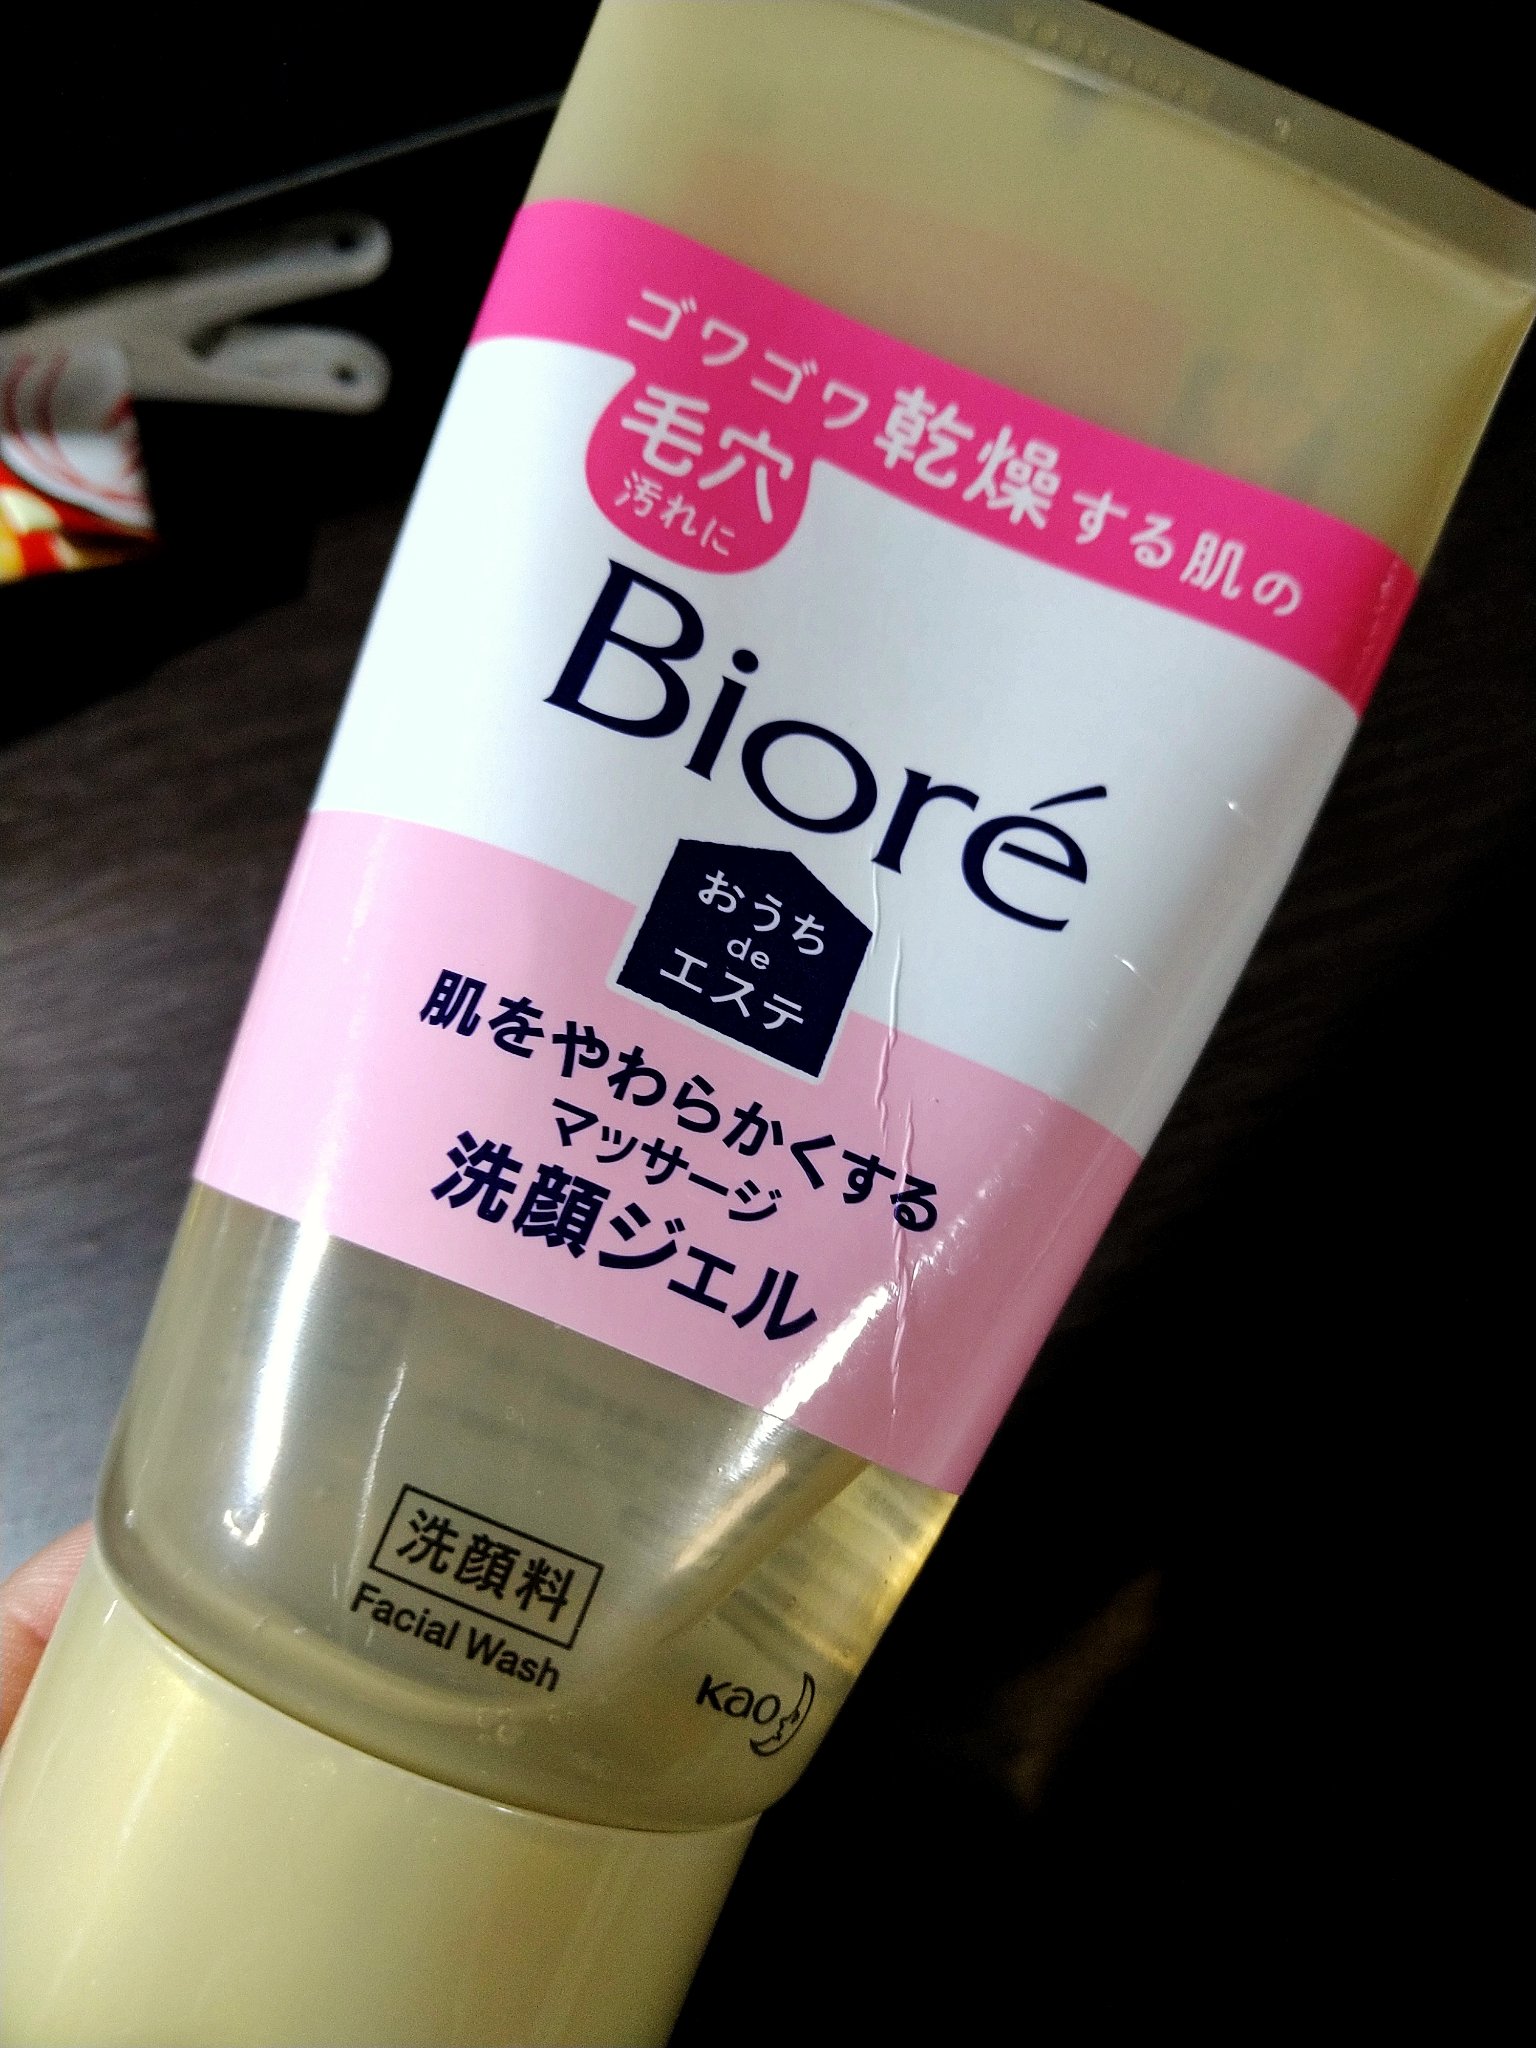 ゴワゴワ乾燥する肌の
毛穴
汚れに
Bioré
おうち
de
エステ
肌をやわらかくする
マッサージ
洗顔ジェル
洗顔料
Facial Wash
Kao